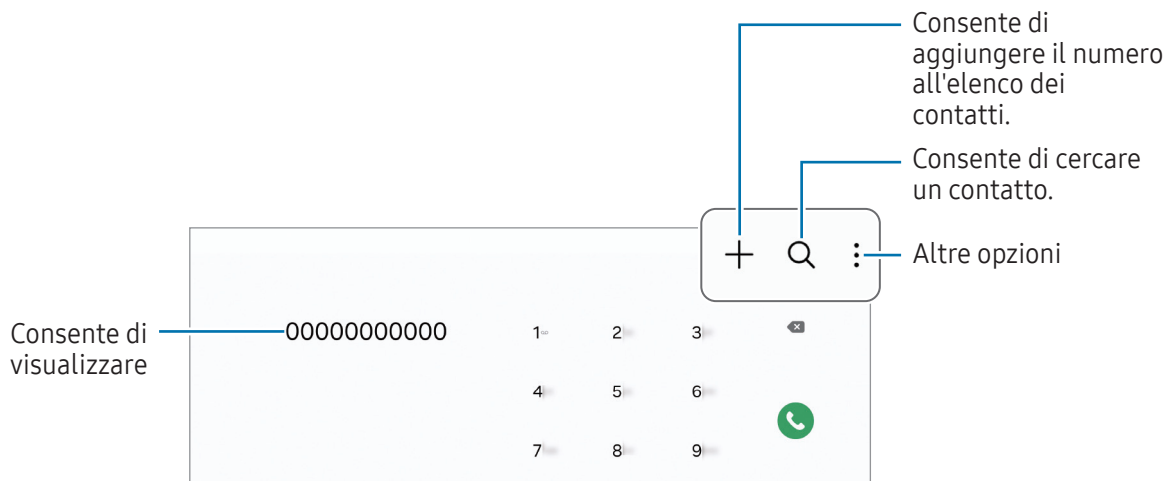 Consente di
aggiungere il numero
all'elenco dei
contatti.
Consente di cercare
un contatto.
Altre opzioni
Consente di
visualizzare
00000000000
1 2 3
4 5 6
7 8 9